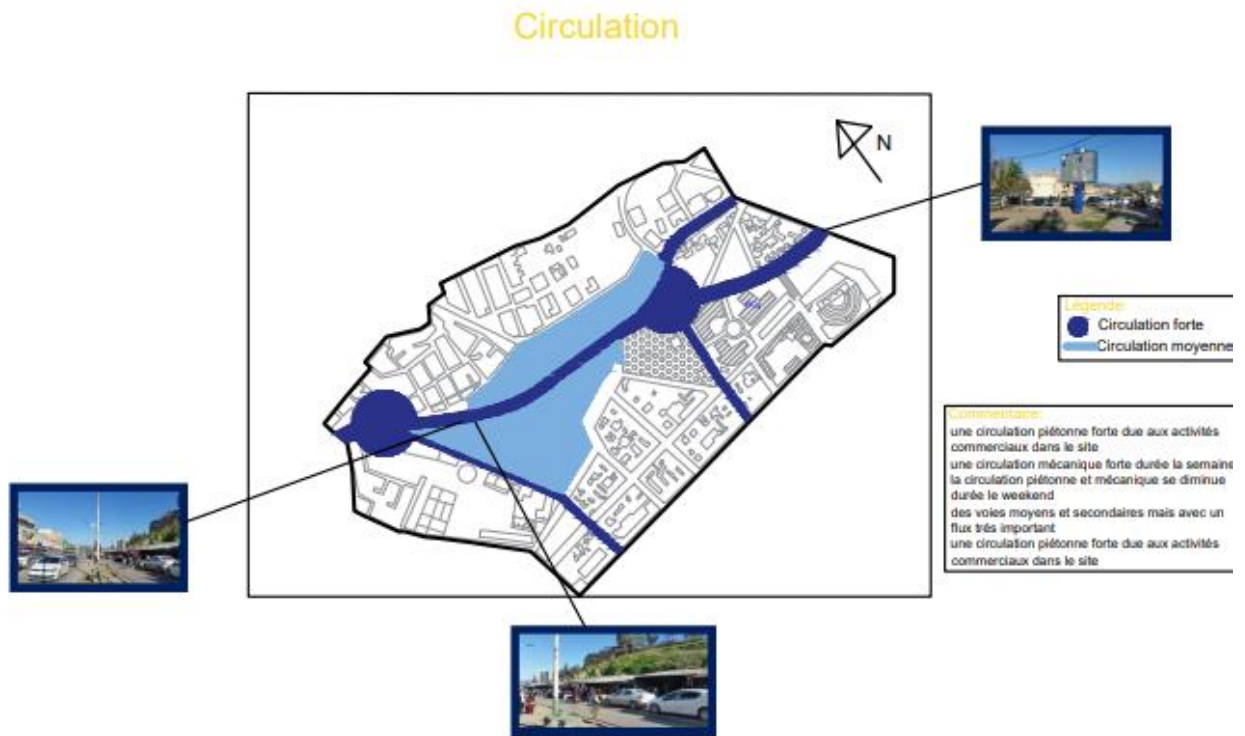 Circulation
N
Légende:
Circulation forte
Circulation moyenne
Commentaire:
une circulation piétonne forte due aux activités
commerciaux dans le site
une circulation mécanique forte durée la semaine
la circulation piétonne et mécanique se diminue
durée le weekend
des voies moyens et secondaires mais avec un
flux trés important
une circulation piétonne forte due aux activités
commerciaux dans le site